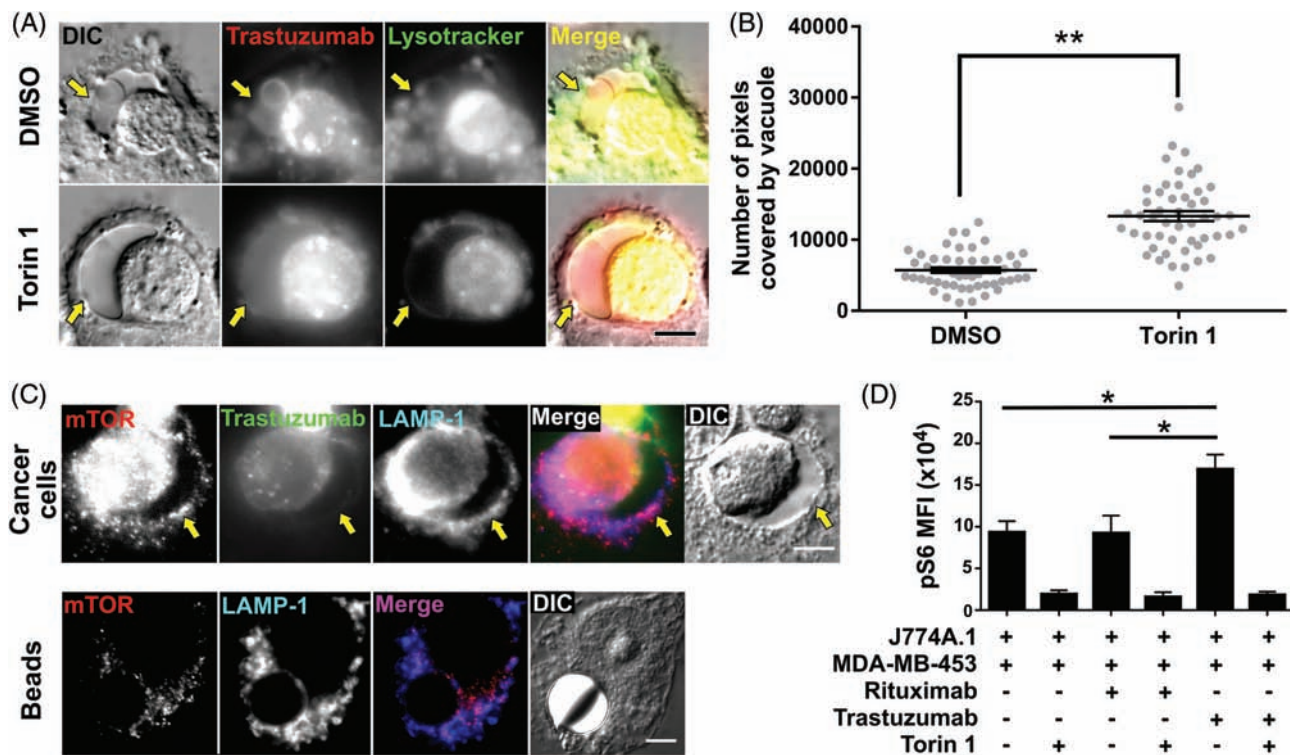 (A)
DIC Trastuzumab Lysotracker Merge
DMSO
Torin 1
(B)
**
Number of pixels
covered by vacuole
40000
30000
20000
10000
0
DMSO Torin 1
(C)
mTOR Trastuzumab LAMP-1 Merge DIC
Cancer
cells
mTOR LAMP-1 Merge DIC
Beads
(D)
*
*
pS6 MFI (x10⁴)
25
20
15
10
5
0
J774A.1 + + + + + +
MDA-MB-453 + + + + + +
Rituximab - - + + - -
Trastuzumab - - - - + +
Torin 1 - + - + - +